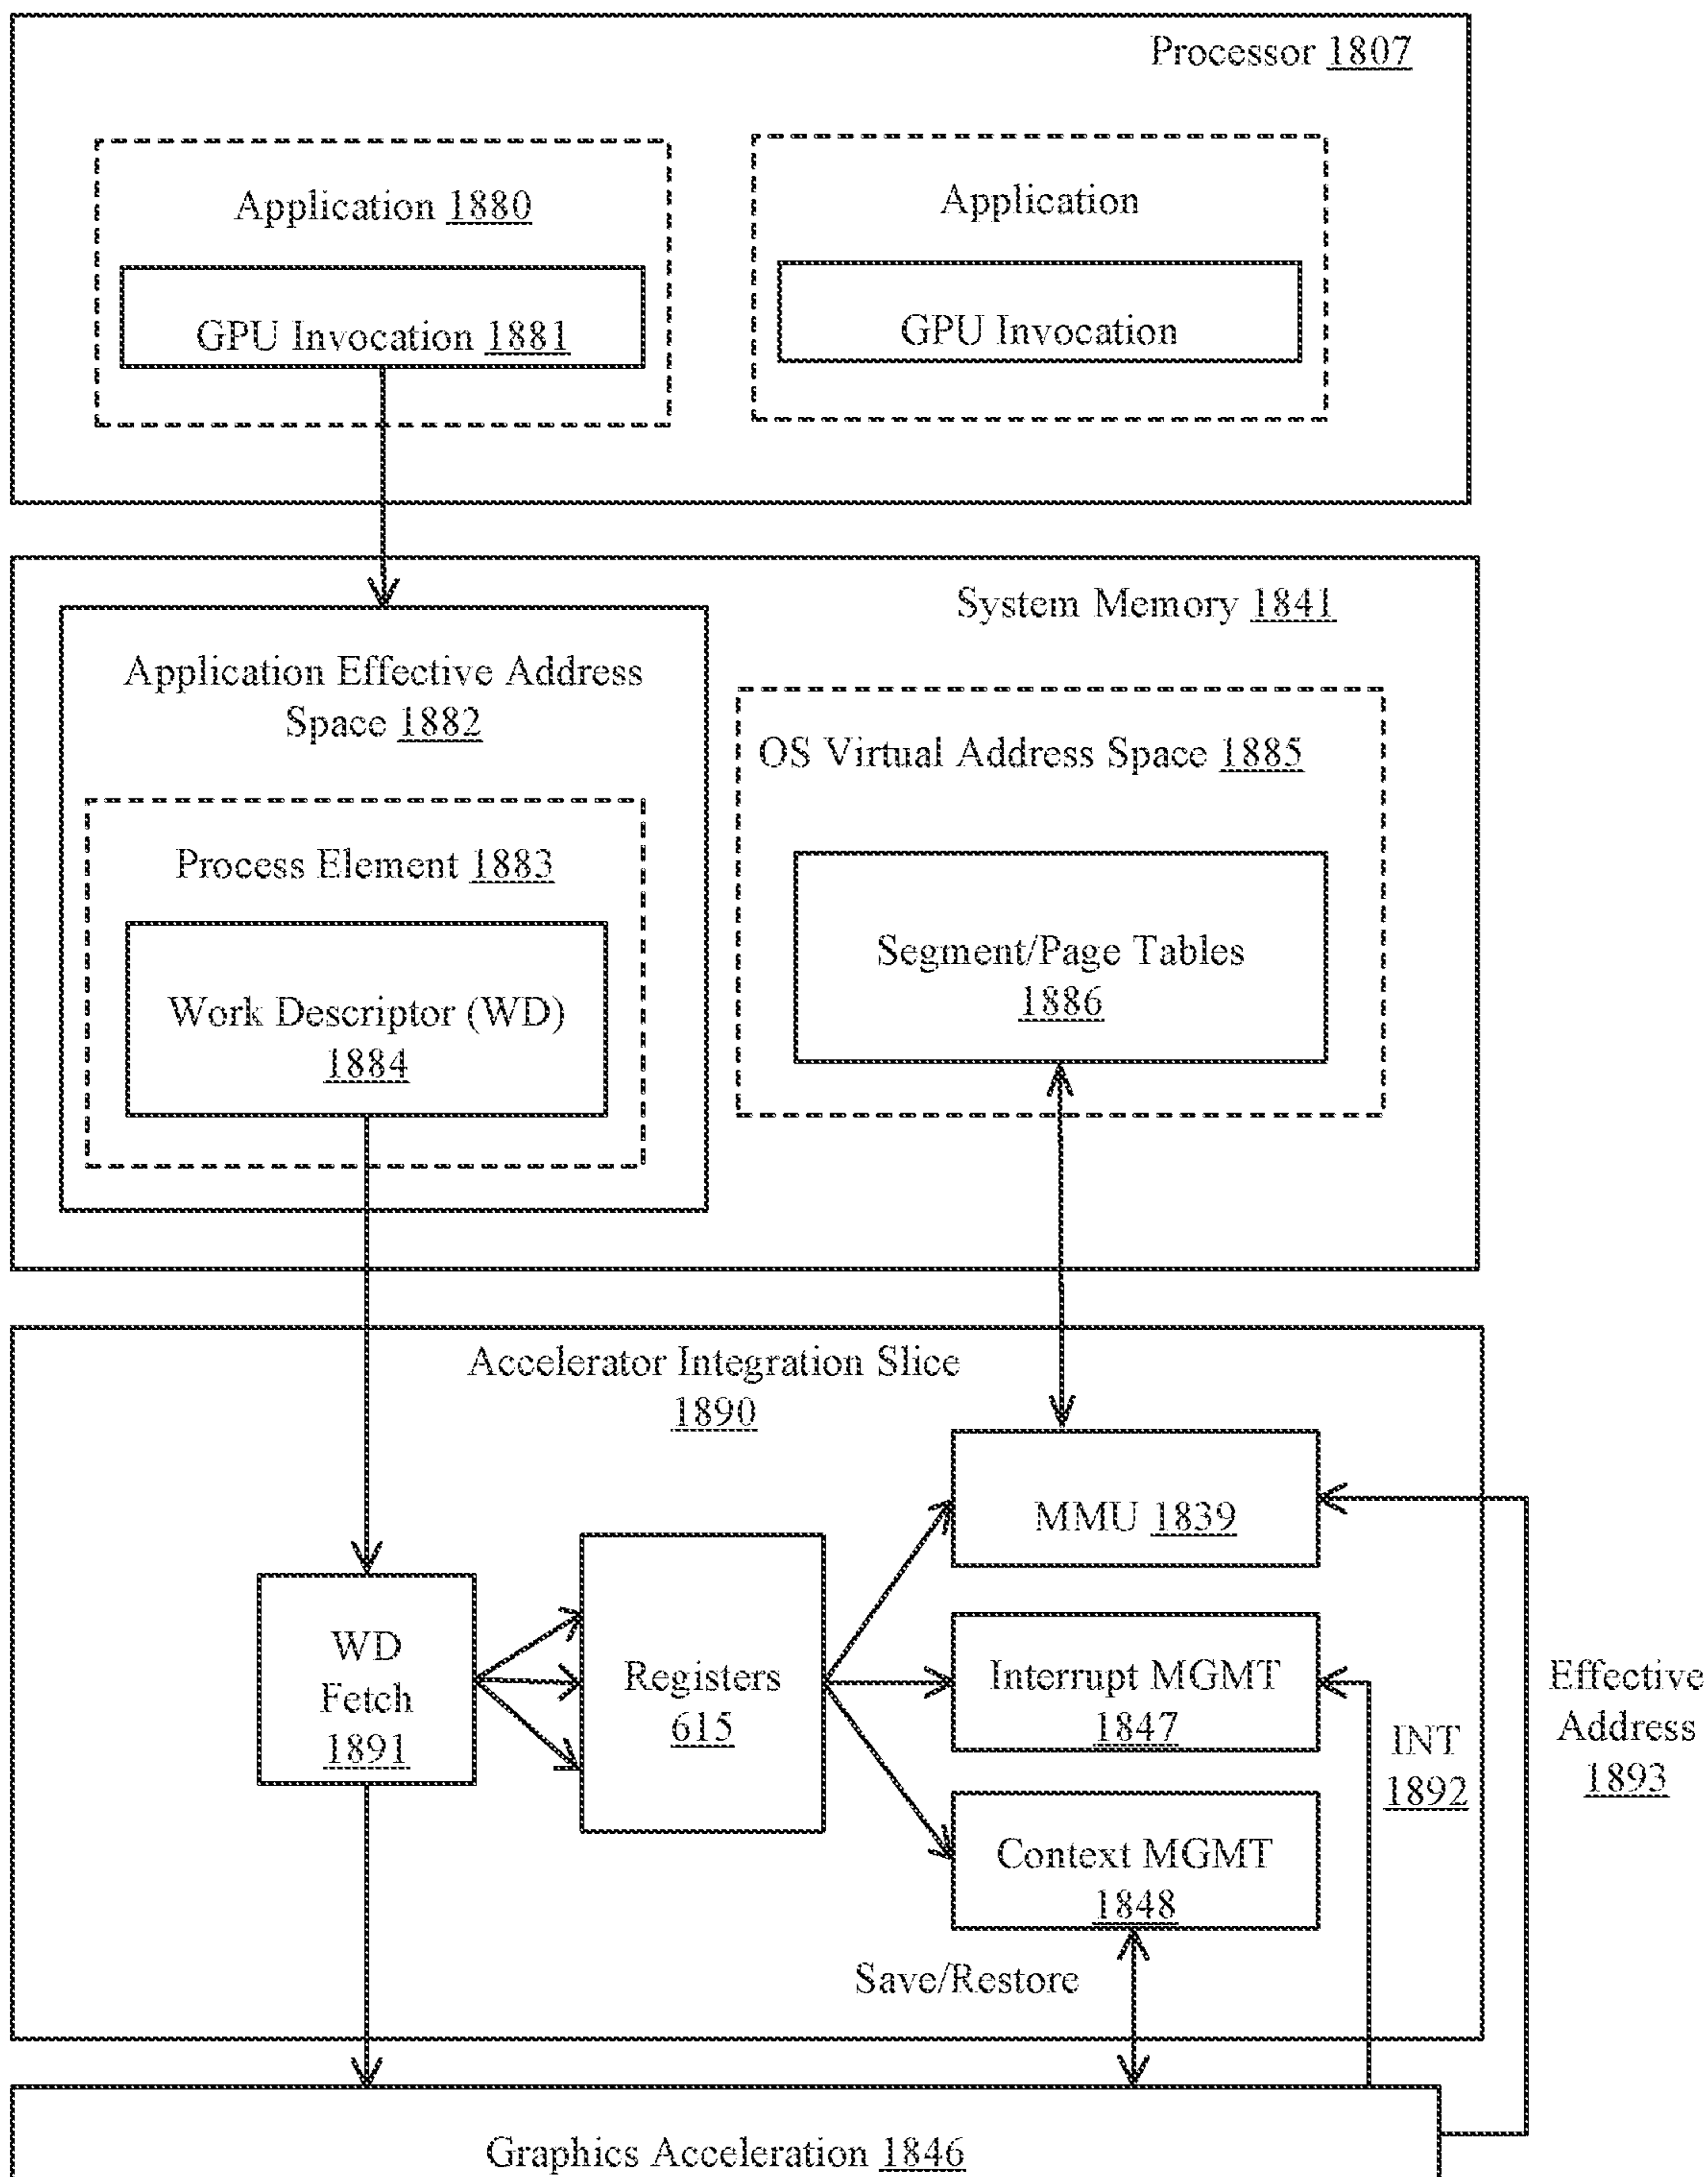 Processor 1807
Application 1880
GPU Invocation 1881
Application
GPU Invocation
System Memory 1841
Application Effective Address
Space 1882
Process Element 1883
Work Descriptor (WD)
1884
OS Virtual Address Space 1885
Segment/Page Tables
1886
Accelerator Integration Slice
1890
WD
Fetch
1891
Registers
615
MMU 1839
Interrupt MGMT
1847
Context MGMT
1848
Save/Restore
INT
1892
Effective
Address
1893
Graphics Acceleration 1846